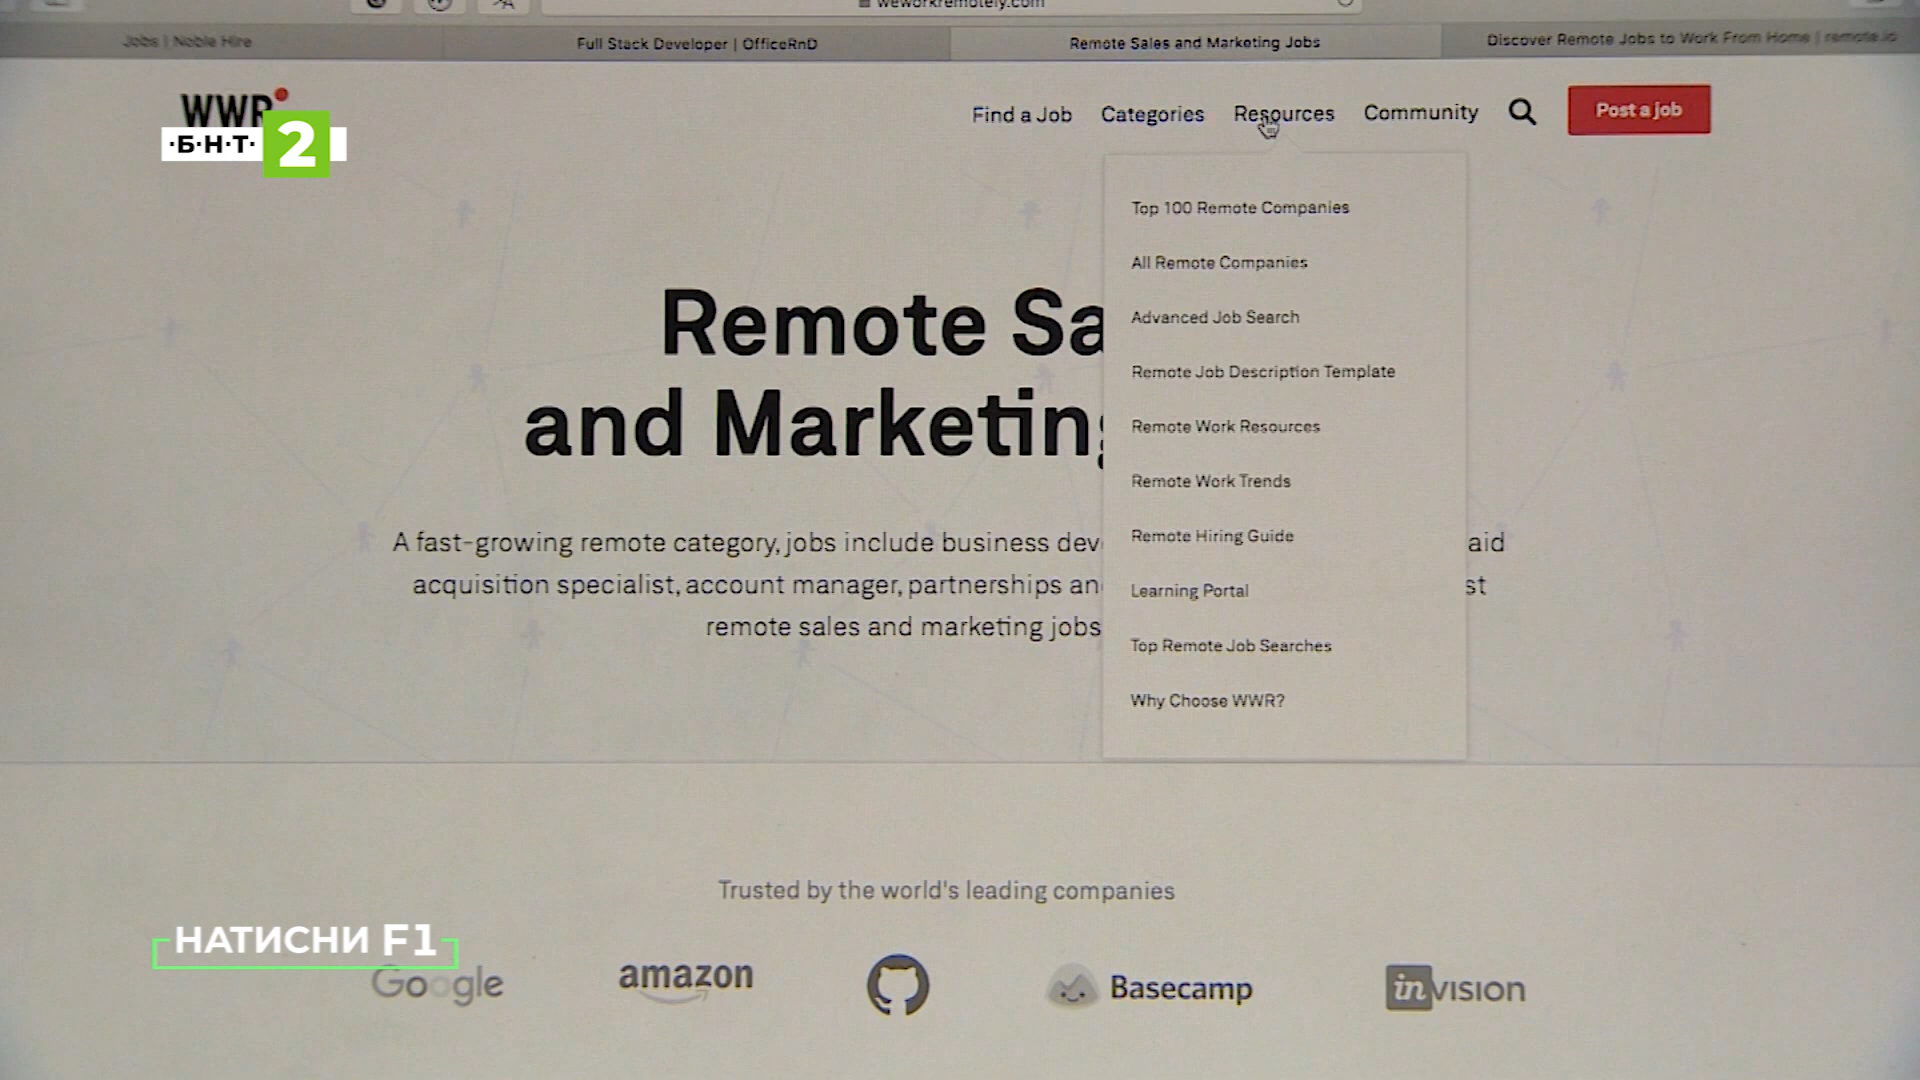 weworkremotely.com
Jobs | Noble Hire
Full Stack Developer | OfficeRnD
Remote Sales and Marketing Jobs
Discover Remote Jobs to Work From Home | remote.io
WWR
Find a Job
Categories
Resources
Community
Post a job
·Б·Н·Т· 2
Top 100 Remote Companies
All Remote Companies
Advanced Job Search
Remote Job Description Template
Remote Work Resources
Remote Work Trends
Remote Hiring Guide
Learning Portal
Top Remote Job Searches
Why Choose WWR?
Remote Sa
and Marketing
A fast-growing remote category, jobs include business dev aid
acquisition specialist, account manager, partnerships an st
remote sales and marketing jobs
Trusted by the world's leading companies
НАТИСНИ F1
Google
amazon
Basecamp
invision